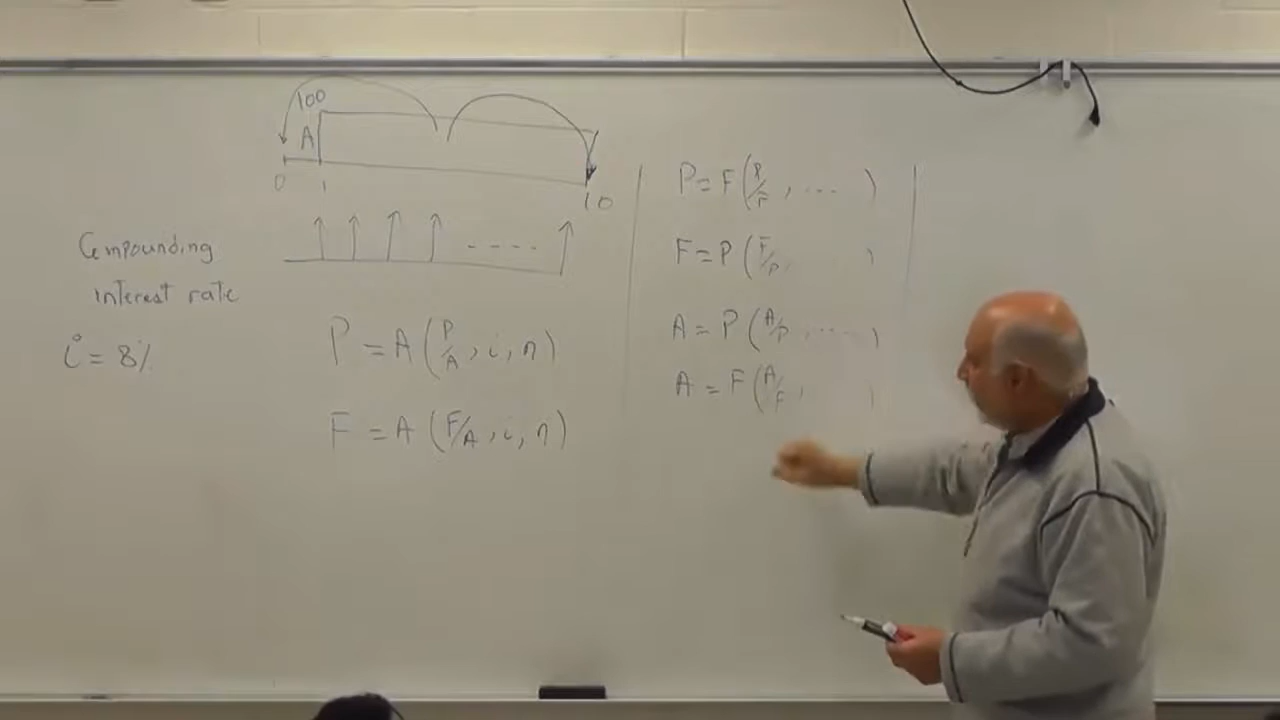 100
A
0
1
10
Compounding
interest rate
i = 8%
P = A (P/A, i, n)
F = A (F/A, i, n)
P = F (P/F, .... )
F = P (F/P, )
A = P (A/P, .... )
A = F (A/F, )